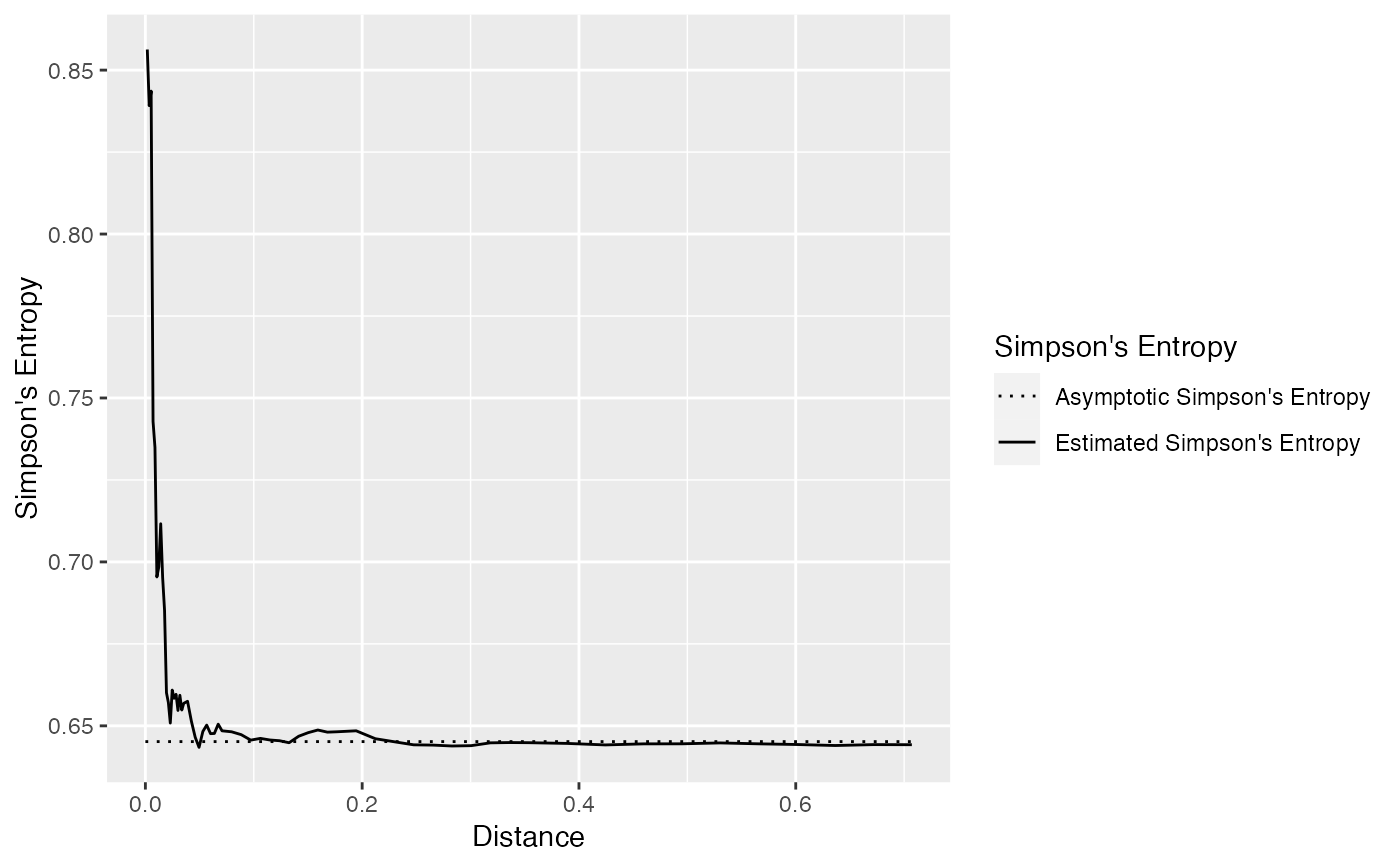 0.85
0.80
0.75
0.70
0.65
Simpson's Entropy
0.0 0.2 0.4 0.6
Distance
Simpson's Entropy
Asymptotic Simpson's Entropy
Estimated Simpson's Entropy